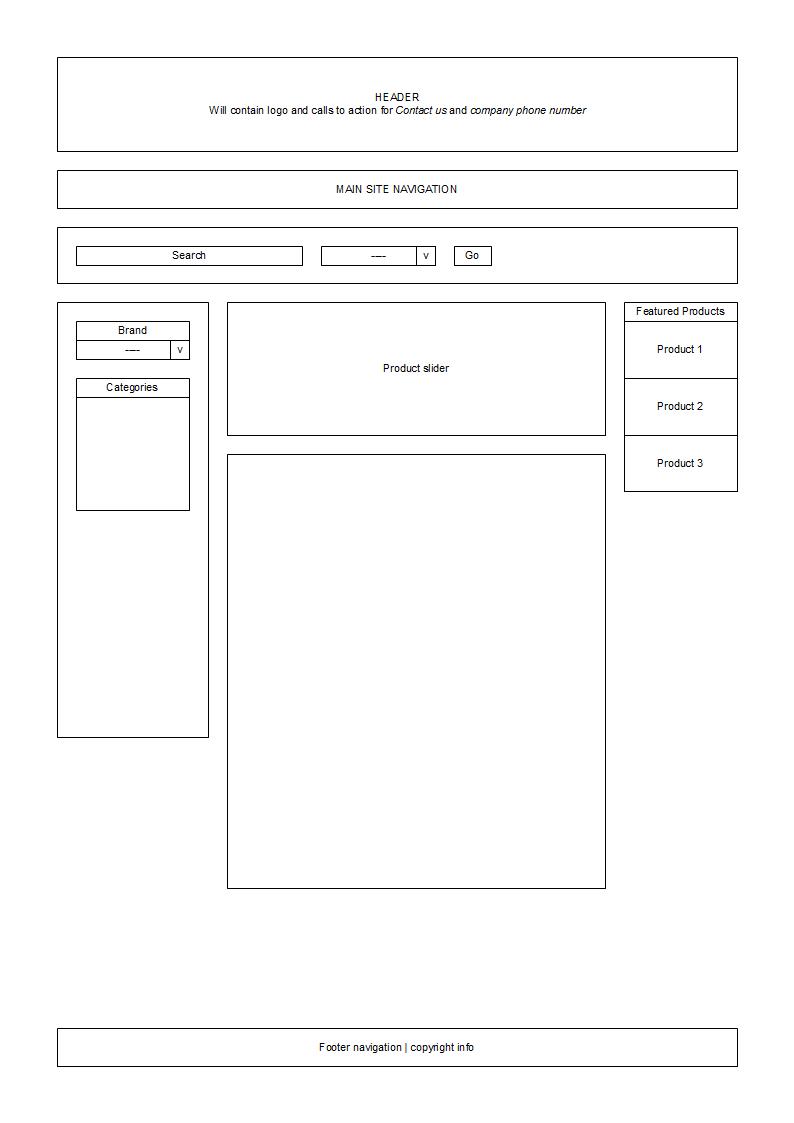 HEADER
Will contain logo and calls to action for Contact us and company phone number
MAIN SITE NAVIGATION
Search
----
v
Go
Brand
----
v
Categories
Product slider
Featured Products
Product 1
Product 2
Product 3
Footer navigation | copyright info